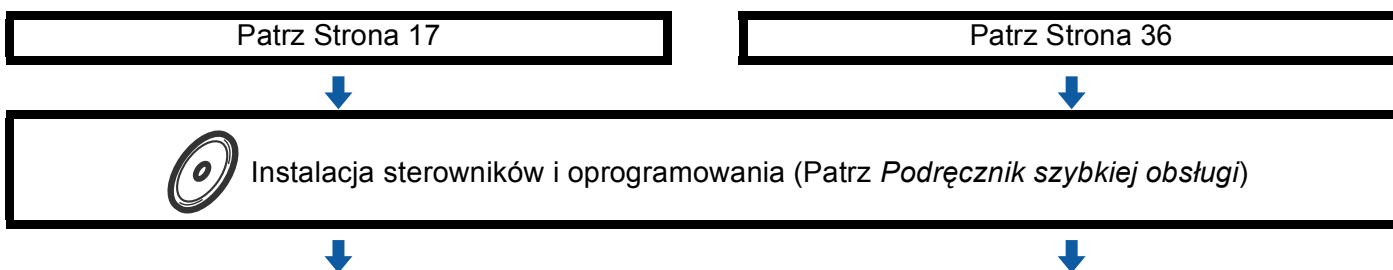 Patrz Strona 17
Patrz Strona 36
Instalacja sterowników i oprogramowania (Patrz Podręcznik szybkiej obsługi)